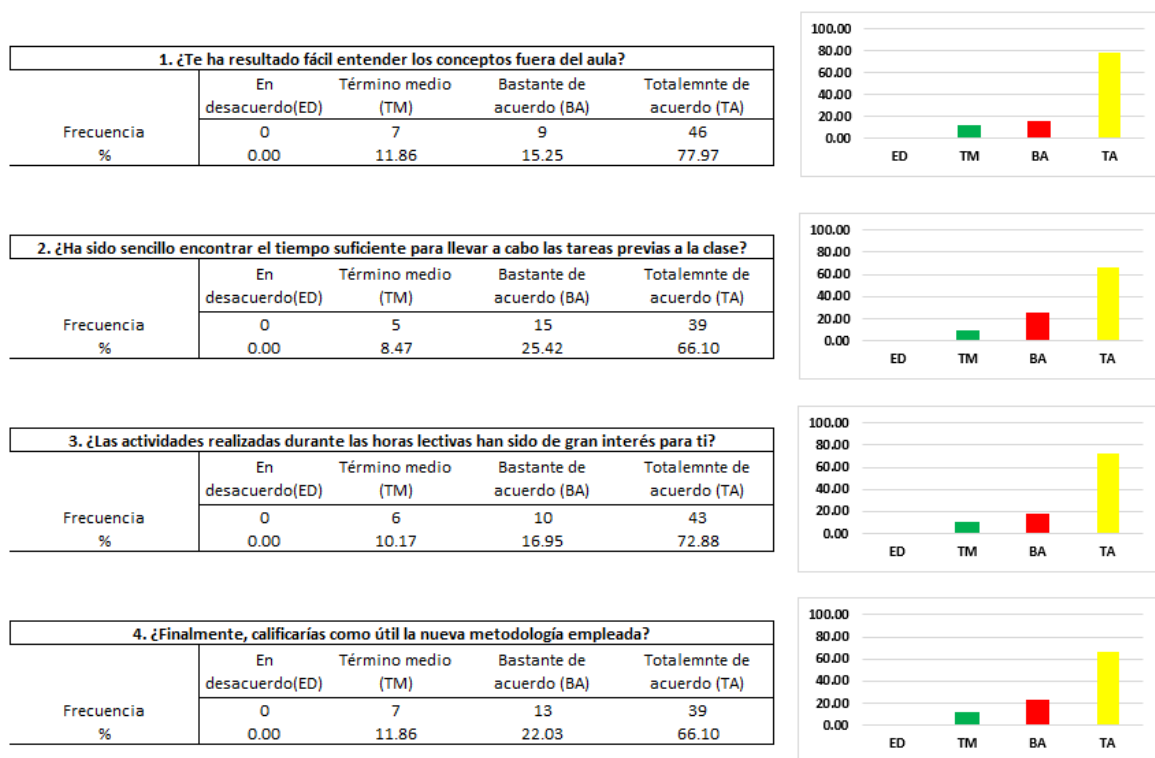 1. ¿Te ha resultado fácil entender los conceptos fuera del aula?
En Término medio Bastante de Totalemnte de
desacuerdo(ED) (TM) acuerdo (BA) acuerdo (TA)
Frecuencia 0 7 9 46
% 0.00 11.86 15.25 77.97
100.00
80.00
60.00
40.00
20.00
0.00
ED TM BA TA
2. ¿Ha sido sencillo encontrar el tiempo suficiente para llevar a cabo las tareas previas a la clase?
En Término medio Bastante de Totalemnte de
desacuerdo(ED) (TM) acuerdo (BA) acuerdo (TA)
Frecuencia 0 5 15 39
% 0.00 8.47 25.42 66.10
100.00
80.00
60.00
40.00
20.00
0.00
ED TM BA TA
3. ¿Las actividades realizadas durante las horas lectivas han sido de gran interés para ti?
En Término medio Bastante de Totalemnte de
desacuerdo(ED) (TM) acuerdo (BA) acuerdo (TA)
Frecuencia 0 6 10 43
% 0.00 10.17 16.95 72.88
100.00
80.00
60.00
40.00
20.00
0.00
ED TM BA TA
4. ¿Finalmente, calificarías como útil la nueva metodología empleada?
En Término medio Bastante de Totalemnte de
desacuerdo(ED) (TM) acuerdo (BA) acuerdo (TA)
Frecuencia 0 7 13 39
% 0.00 11.86 22.03 66.10
100.00
80.00
60.00
40.00
20.00
0.00
ED TM BA TA